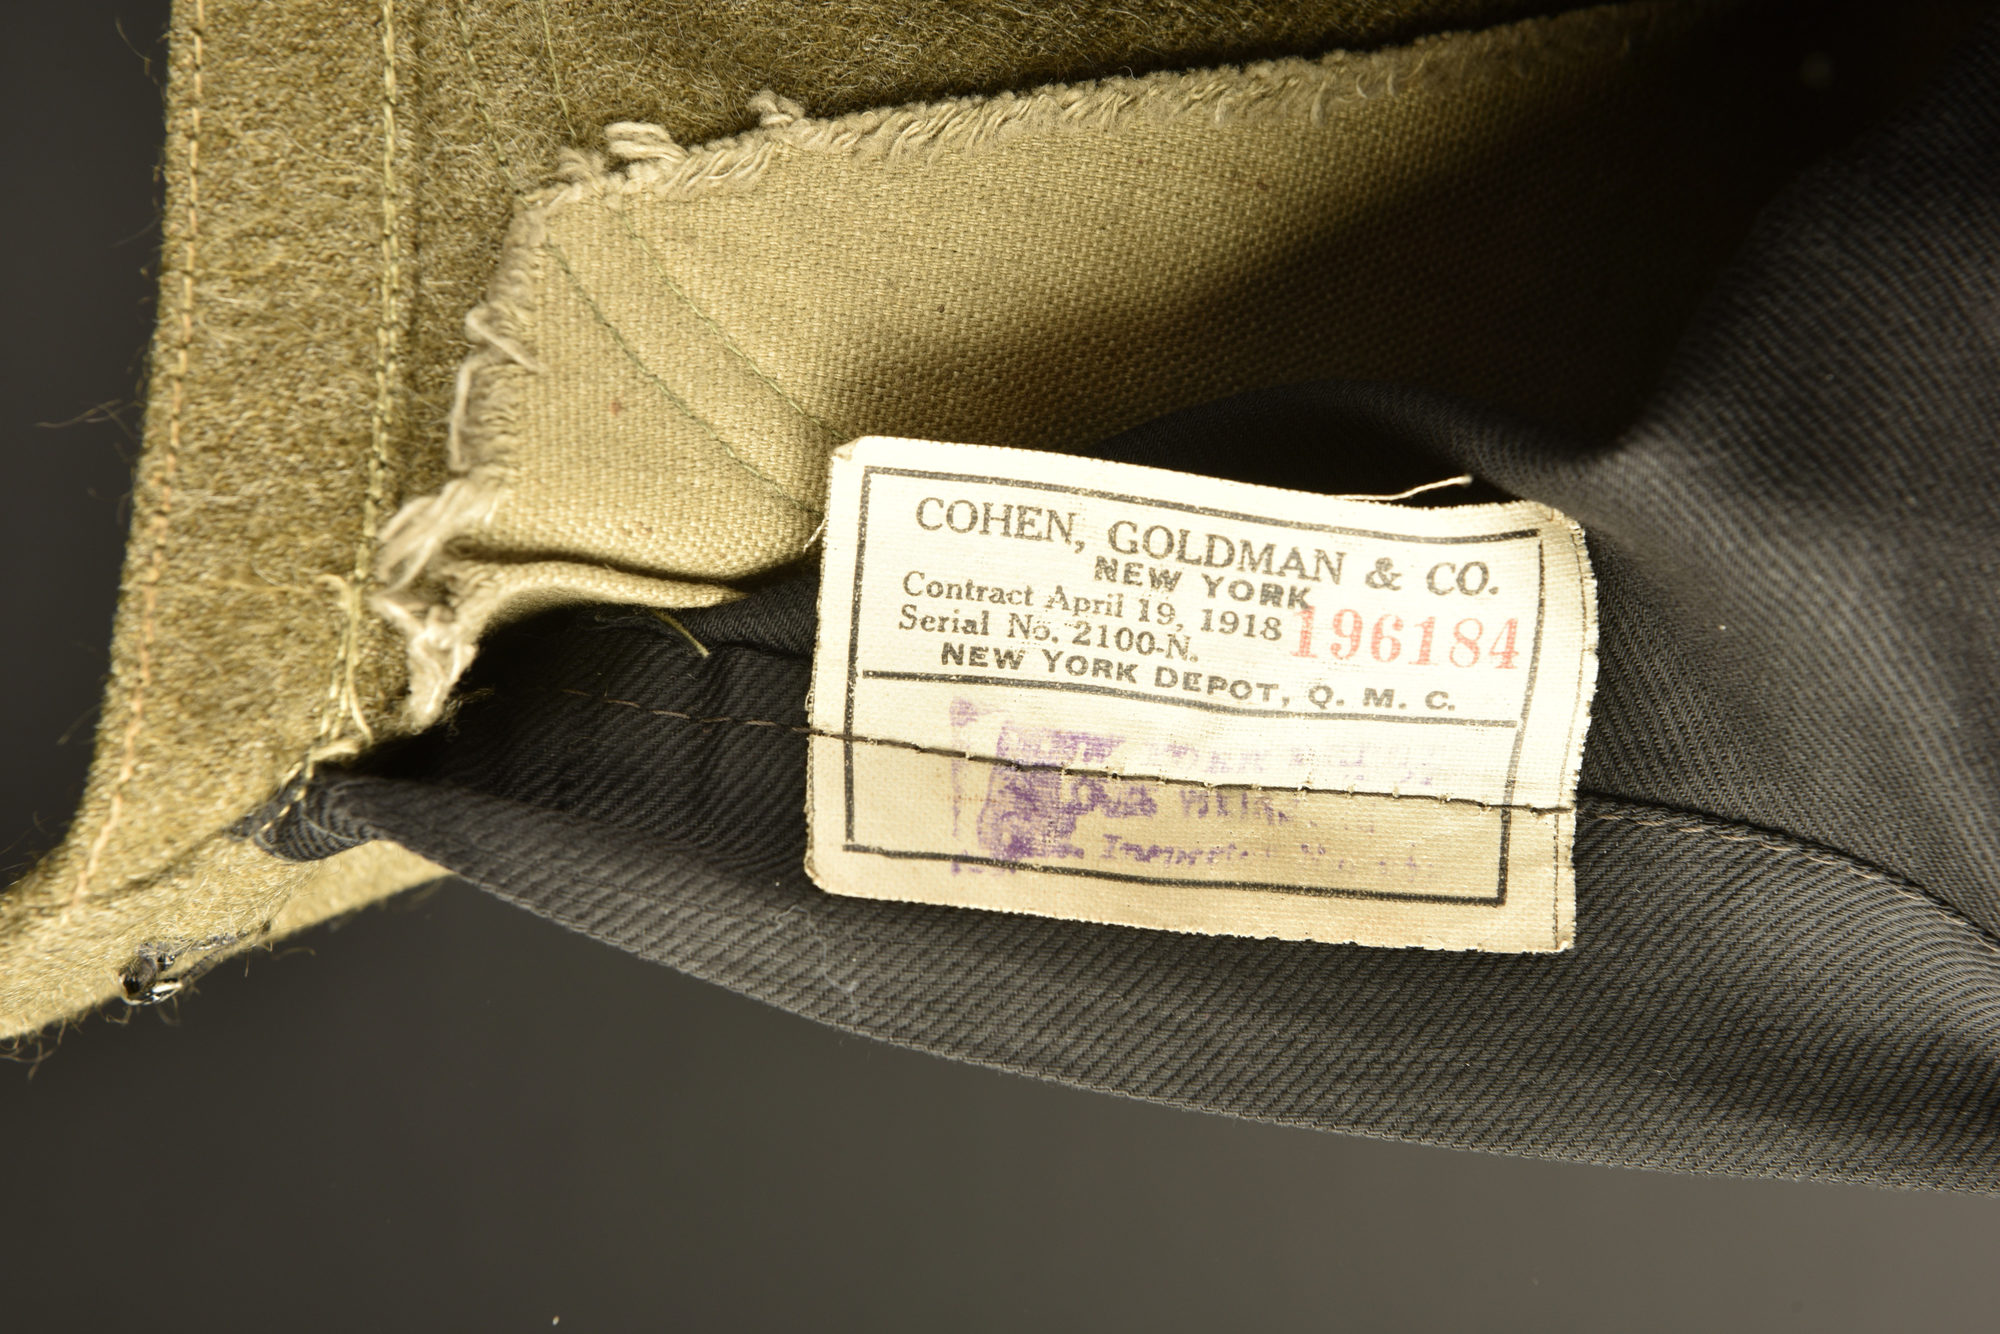 COHEN, GOLDMAN & CO.
NEW YORK
Contract April 19, 1918
Serial No. 2100-N. 196184
NEW YORK DEPOT, Q. M. C.